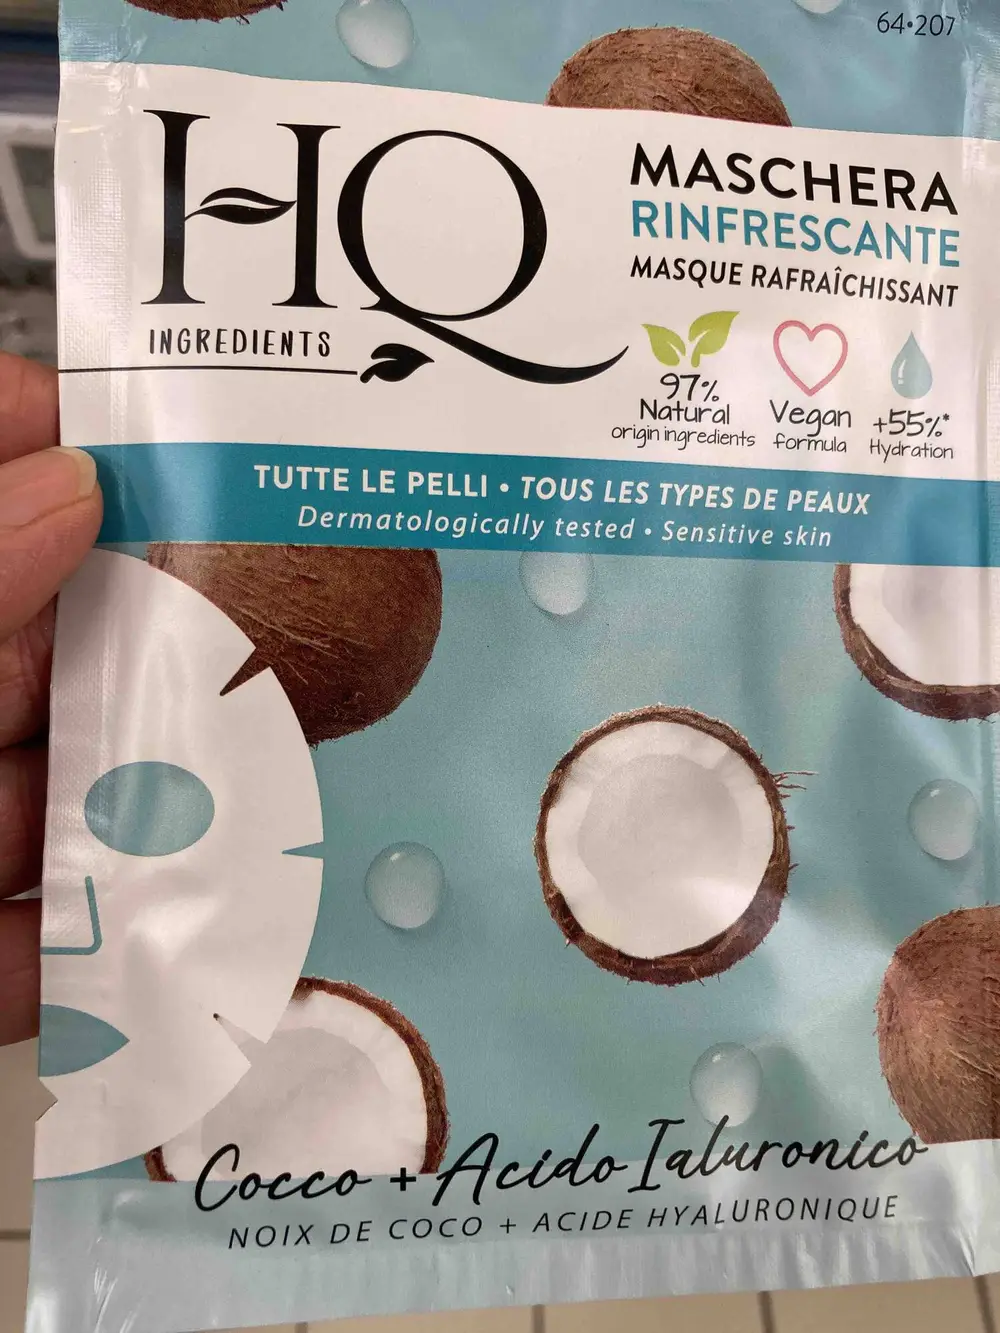 64•207
HQ
INGREDIENTS
MASCHERA
RINFRESCANTE
MASQUE RAFRAÎCHISSANT
97%
Natural
origin ingredients
Vegan
formula
+55%*
Hydration
TUTTE LE PELLI • TOUS LES TYPES DE PEAUX
Dermatologically tested • Sensitive skin
Cocco + Acido Ialuronico
NOIX DE COCO + ACIDE HYALURONIQUE